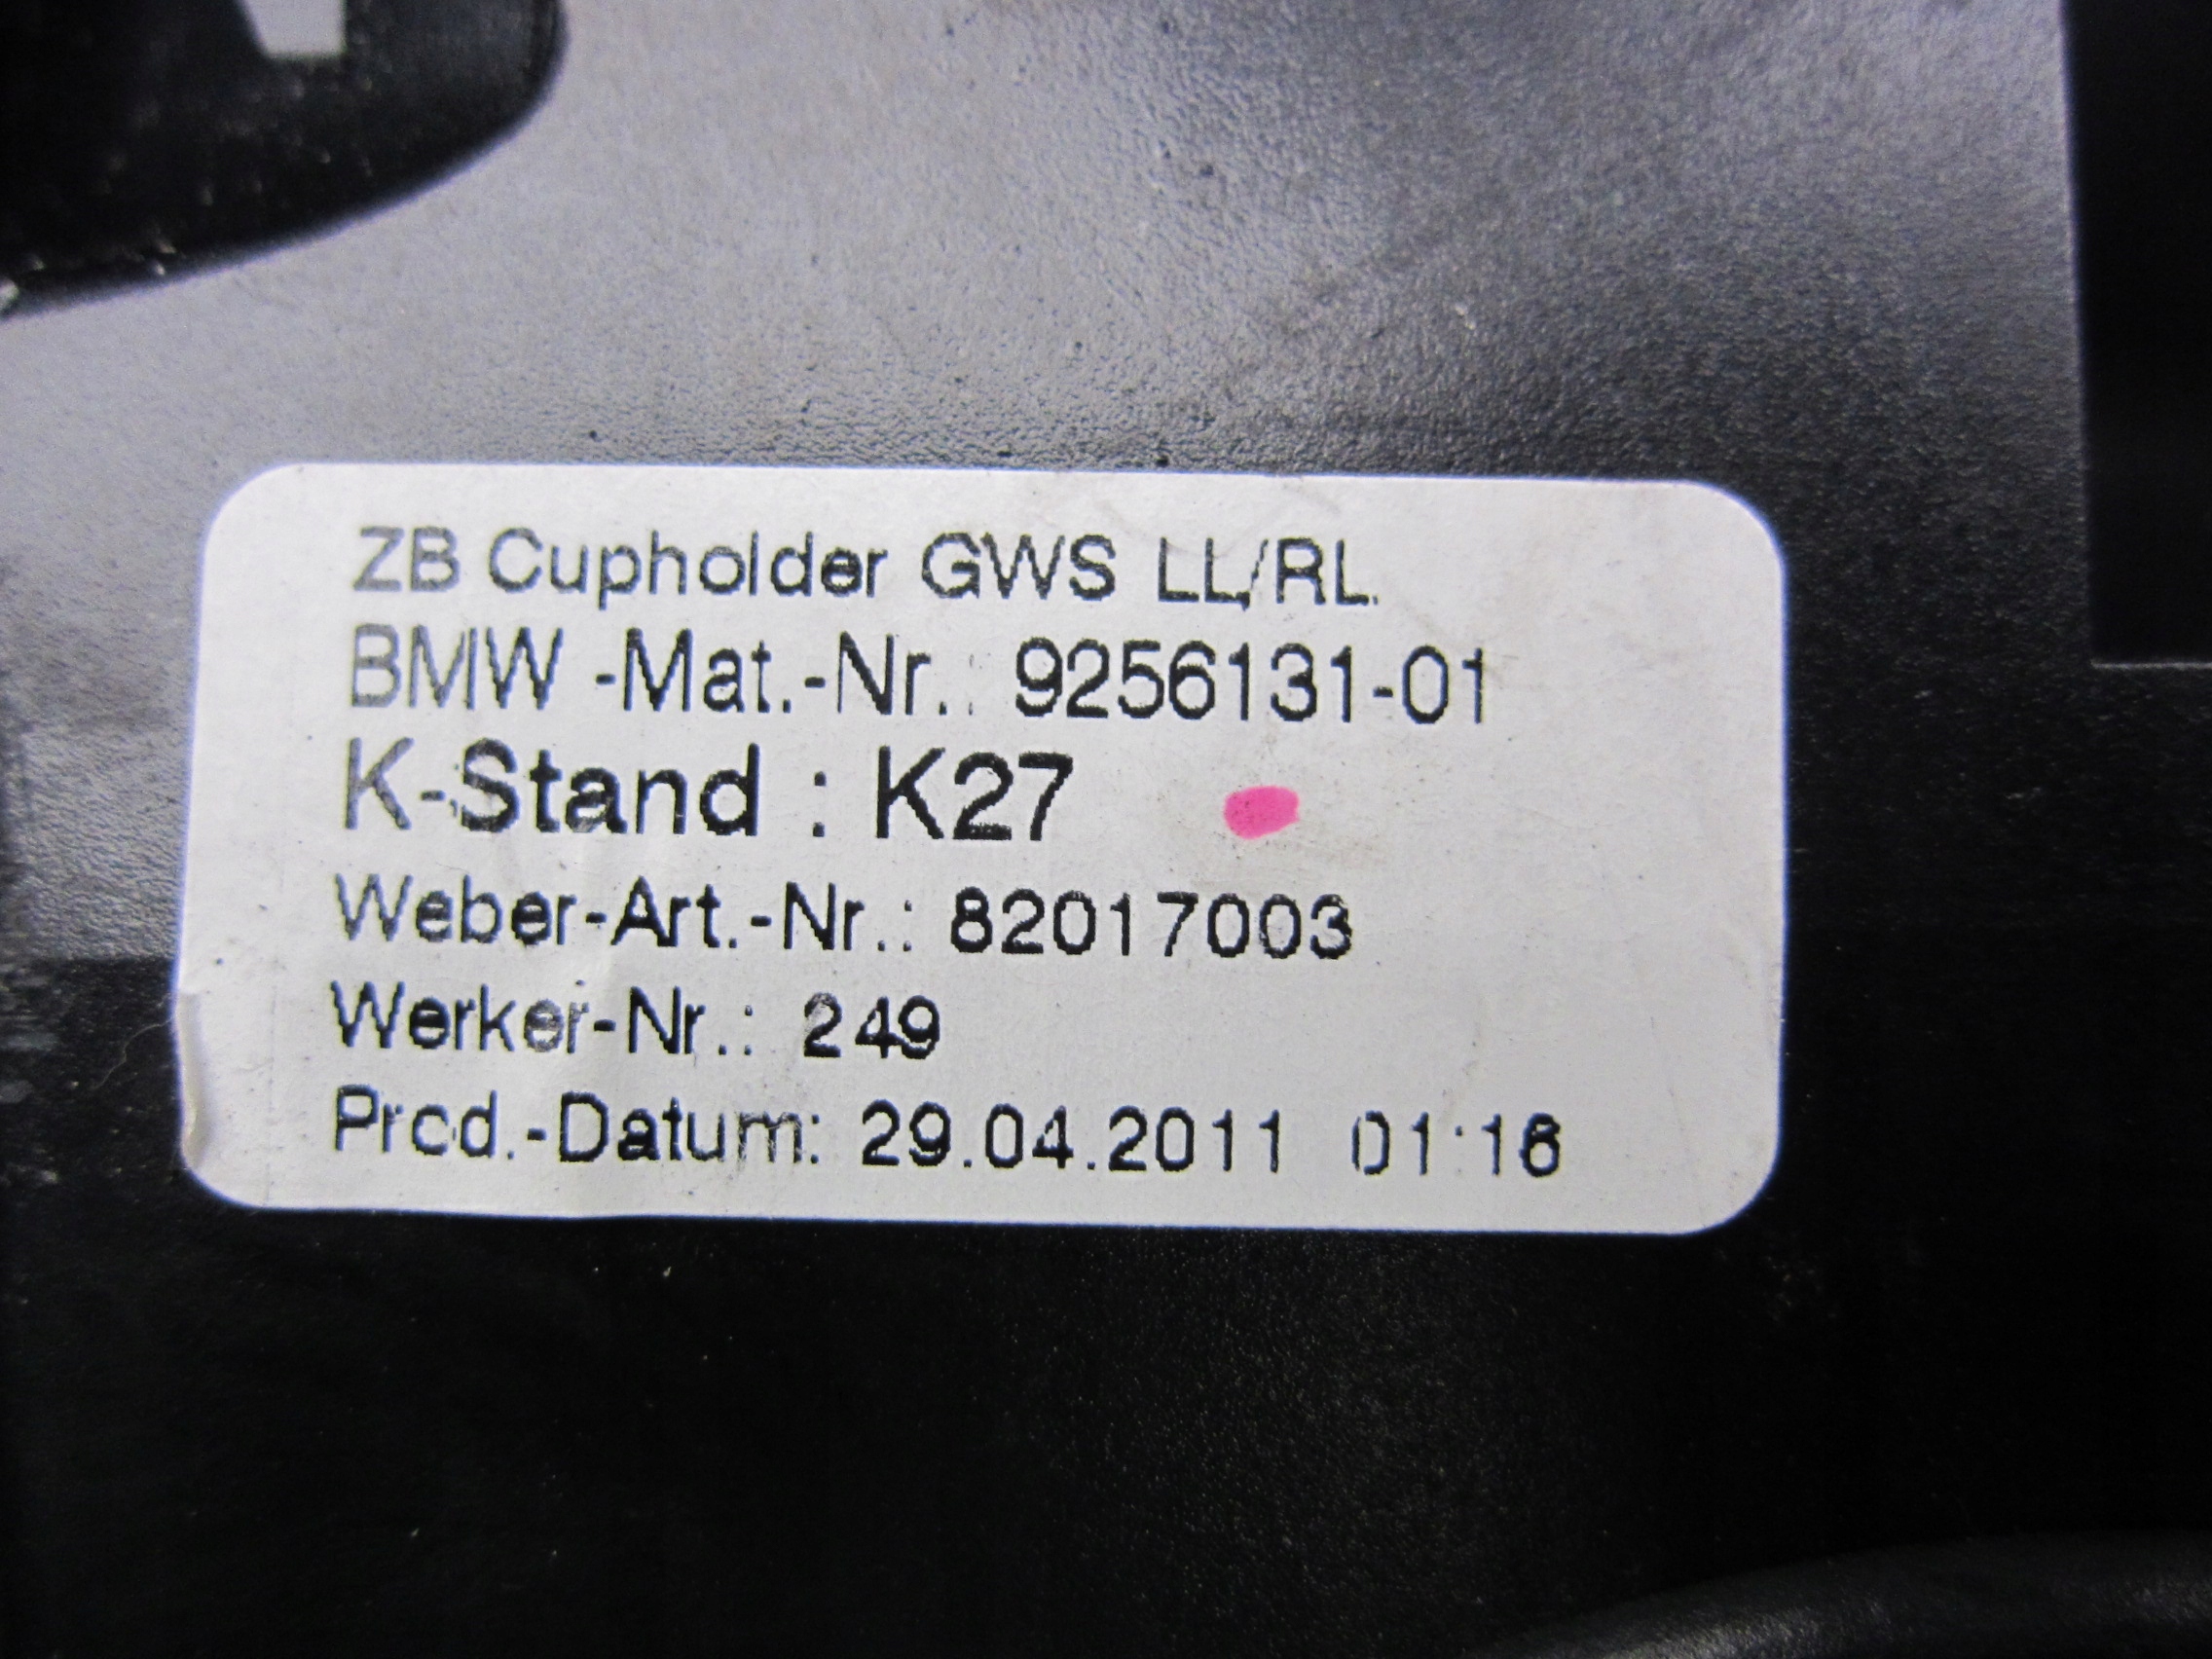 ZB Cupholder GWS LL/RL
BMW -Mat.-Nr.: 9256131-01
K-Stand : K27
Weber-Art.-Nr.: 82017003
Werker-Nr.: 249
Prod.-Datum: 29.04.2011 01:16